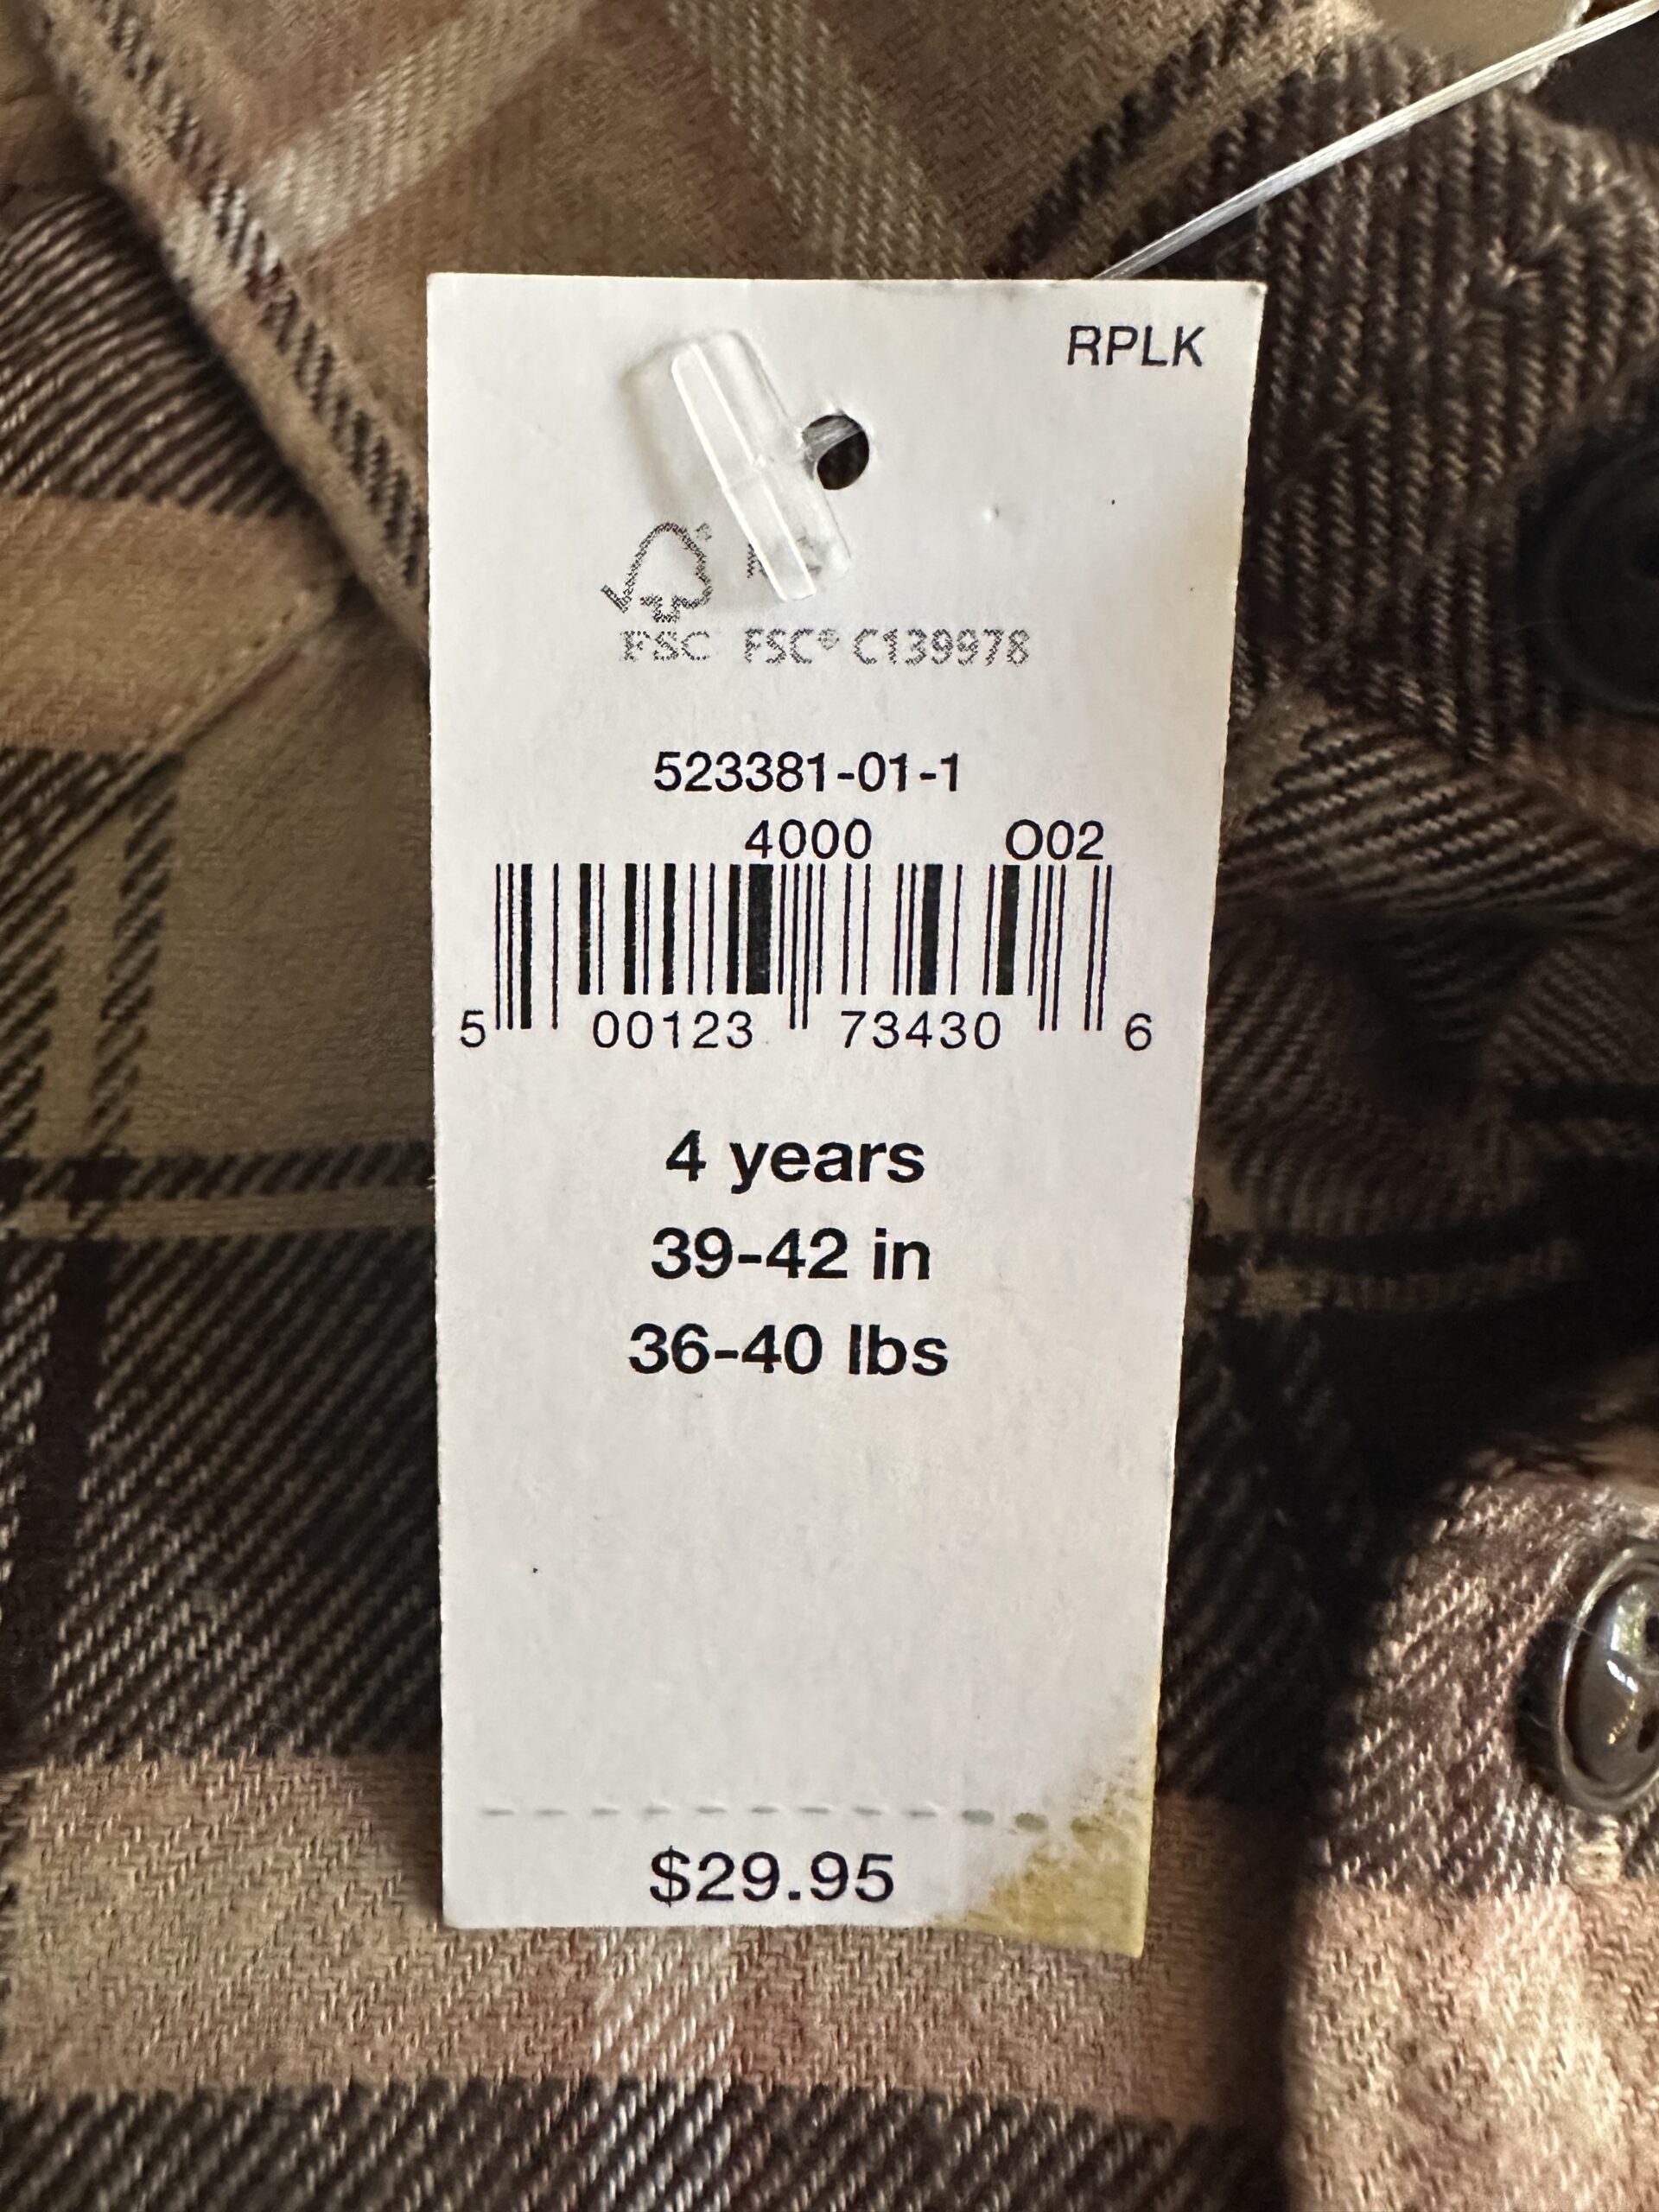 RPLK
FSC FSC® C139978
523381-01-1
4000 O02
5 00123 73430 6
4 years
39-42 in
36-40 lbs
$29.95